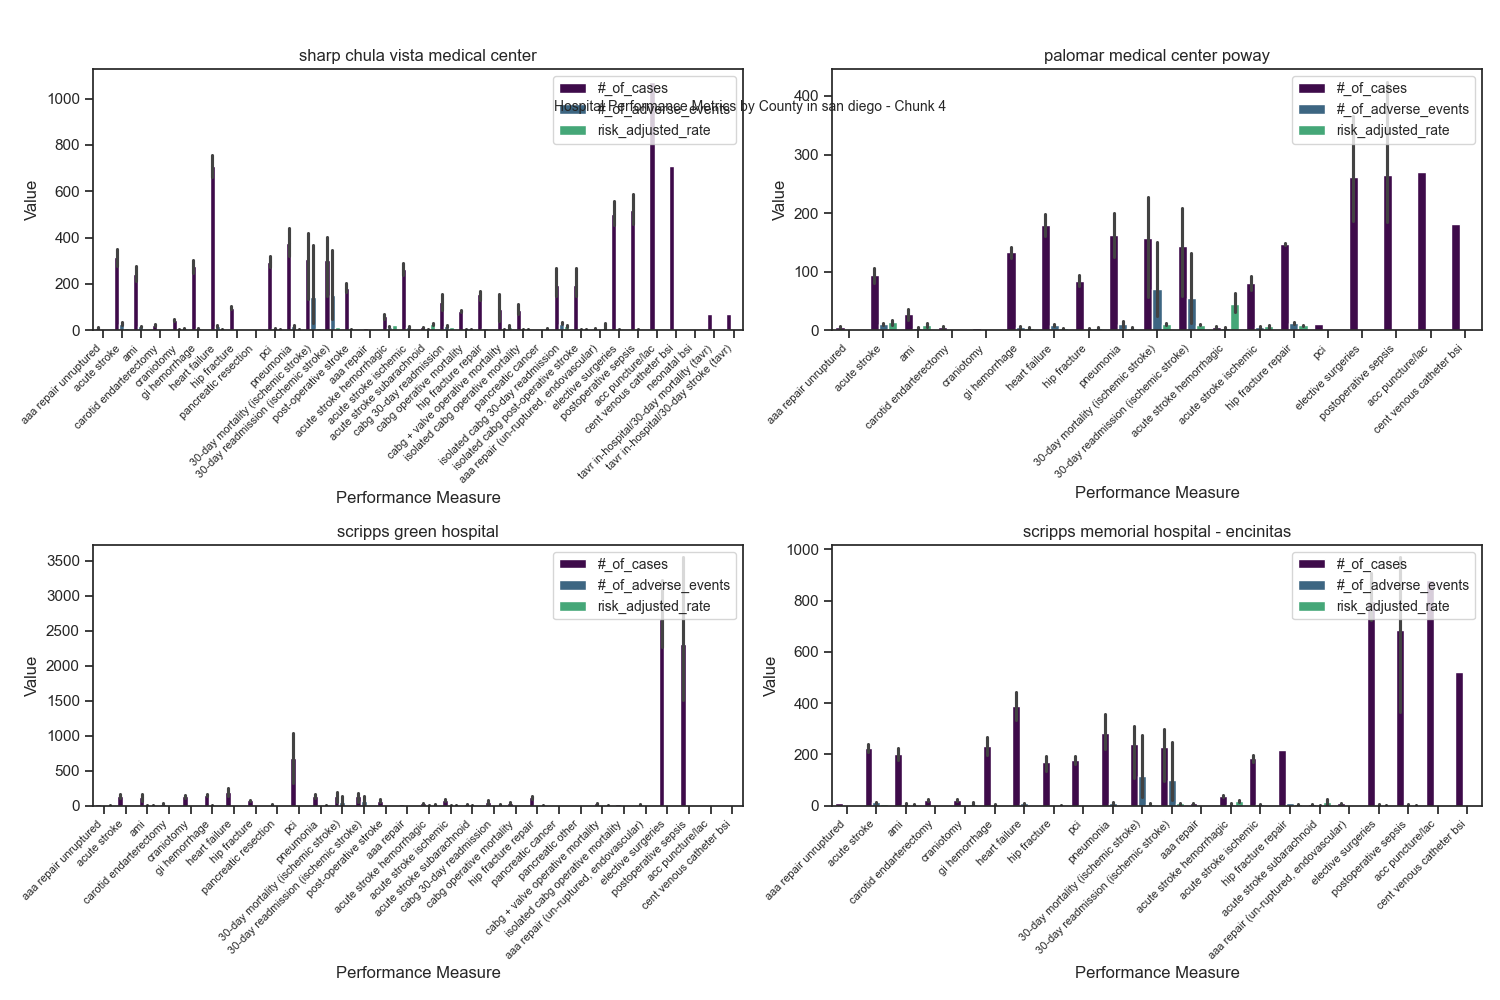 Hospital Performance Metrics by County in san diego - Chunk 4
sharp chula vista medical center
Value
1000
800
600
400
200
0
#_of_cases
#_of_adverse_events
risk_adjusted_rate
aaa repair unruptured
acute stroke
ami
carotid endarterectomy
craniotomy
gi hemorrhage
heart failure
hip fracture
pancreatic resection
pci
pneumonia
30-day mortality (ischemic stroke)
30-day readmission (ischemic stroke)
post-operative stroke
aaa repair
acute stroke hemorrhagic
acute stroke ischemic
acute stroke subarachnoid
cabg 30-day readmission
cabg operative mortality
hip fracture repair
cabg + valve operative mortality
isolated cabg operative mortality
pancreatic cancer
isolated cabg 30-day readmission
isolated cabg post-operative stroke
aaa repair (un-ruptured, endovascular)
elective surgeries
postoperative sepsis
acc puncture/lac
cent venous catheter bsi
neonatal bsi
tavr in-hospital/30-day mortality (tavr)
tavr in-hospital/30-day stroke (tavr)
Performance Measure
palomar medical center poway
Value
400
300
200
100
0
#_of_cases
#_of_adverse_events
risk_adjusted_rate
aaa repair unruptured
acute stroke
ami
carotid endarterectomy
craniotomy
gi hemorrhage
heart failure
hip fracture
pneumonia
30-day mortality (ischemic stroke)
30-day readmission (ischemic stroke)
acute stroke hemorrhagic
acute stroke ischemic
hip fracture repair
pci
elective surgeries
postoperative sepsis
acc puncture/lac
cent venous catheter bsi
Performance Measure
scripps green hospital
Value
3500
3000
2500
2000
1500
1000
500
0
#_of_cases
#_of_adverse_events
risk_adjusted_rate
aaa repair unruptured
acute stroke
ami
carotid endarterectomy
craniotomy
gi hemorrhage
heart failure
hip fracture
pancreatic resection
pci
pneumonia
30-day mortality (ischemic stroke)
30-day readmission (ischemic stroke)
post-operative stroke
aaa repair
acute stroke hemorrhagic
acute stroke ischemic
acute stroke subarachnoid
cabg 30-day readmission
cabg operative mortality
hip fracture repair
pancreatic cancer
pancreatic other
cabg + valve operative mortality
isolated cabg operative mortality
aaa repair (un-ruptured, endovascular)
elective surgeries
postoperative sepsis
acc puncture/lac
cent venous catheter bsi
Performance Measure
scripps memorial hospital - encinitas
Value
1000
800
600
400
200
0
#_of_cases
#_of_adverse_events
risk_adjusted_rate
aaa repair unruptured
acute stroke
ami
carotid endarterectomy
craniotomy
gi hemorrhage
heart failure
hip fracture
pci
pneumonia
30-day mortality (ischemic stroke)
30-day readmission (ischemic stroke)
aaa repair
acute stroke hemorrhagic
acute stroke ischemic
hip fracture repair
acute stroke subarachnoid
aaa repair (un-ruptured, endovascular)
elective surgeries
postoperative sepsis
acc puncture/lac
cent venous catheter bsi
Performance Measure